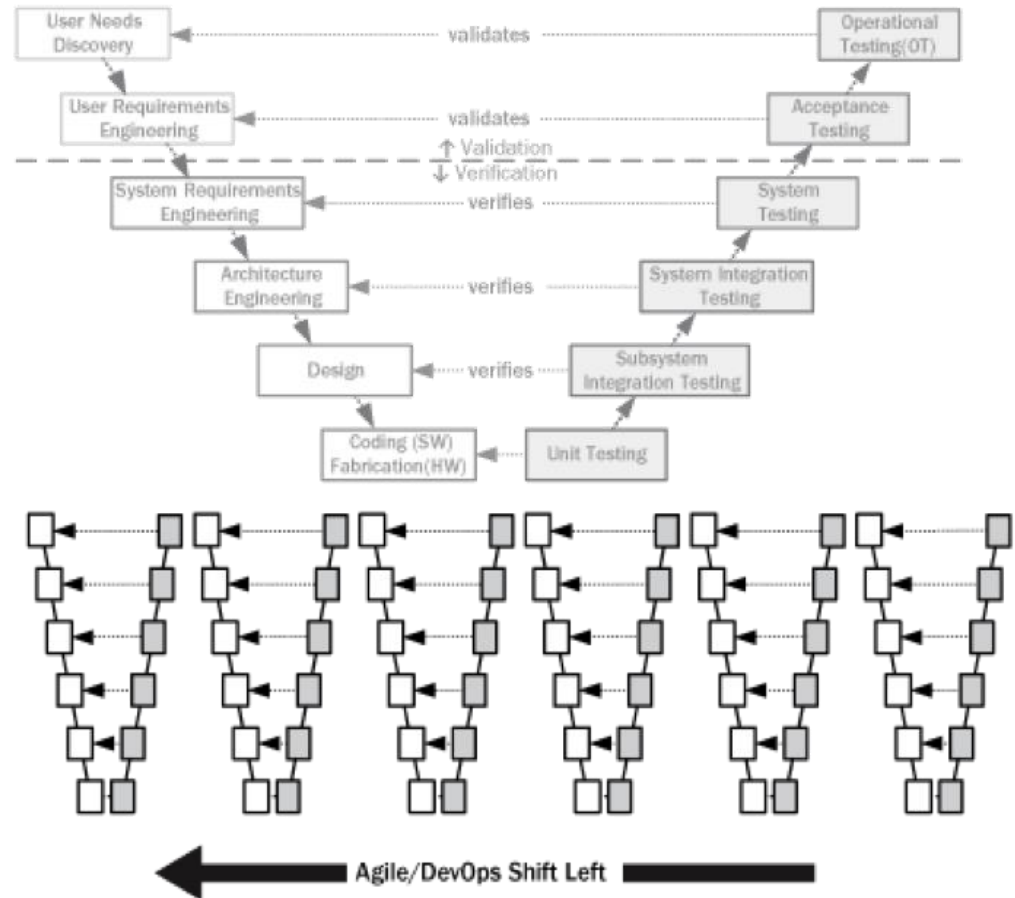 User Needs
Discovery
validates
Operational
Testing(OT)
User Requirements
Engineering
validates
Acceptance
Testing
↑ Validation
↓ Verification
System Requirements
Engineering
verifies
System
Testing
Architecture
Engineering
verifies
System Integration
Testing
Design
verifies
Subsystem
Integration Testing
Coding (SW)
Fabrication(HW)
Unit Testing
Agile/DevOps Shift Left